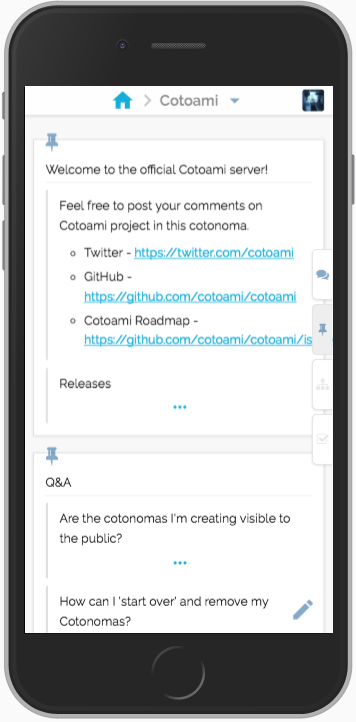 Cotoami
Welcome to the official Cotoami server!
Feel free to post your comments on
Cotoami project in this cotonoma.
Twitter - https://twitter.com/cotoami
GitHub -
https://github.com/cotoami/cotoami
Cotoami Roadmap -
https://github.com/cotoami/cotoami/is
Releases
Q&A
Are the cotonomas I'm creating visible to
the public?
How can I 'start over' and remove my
Cotonomas?